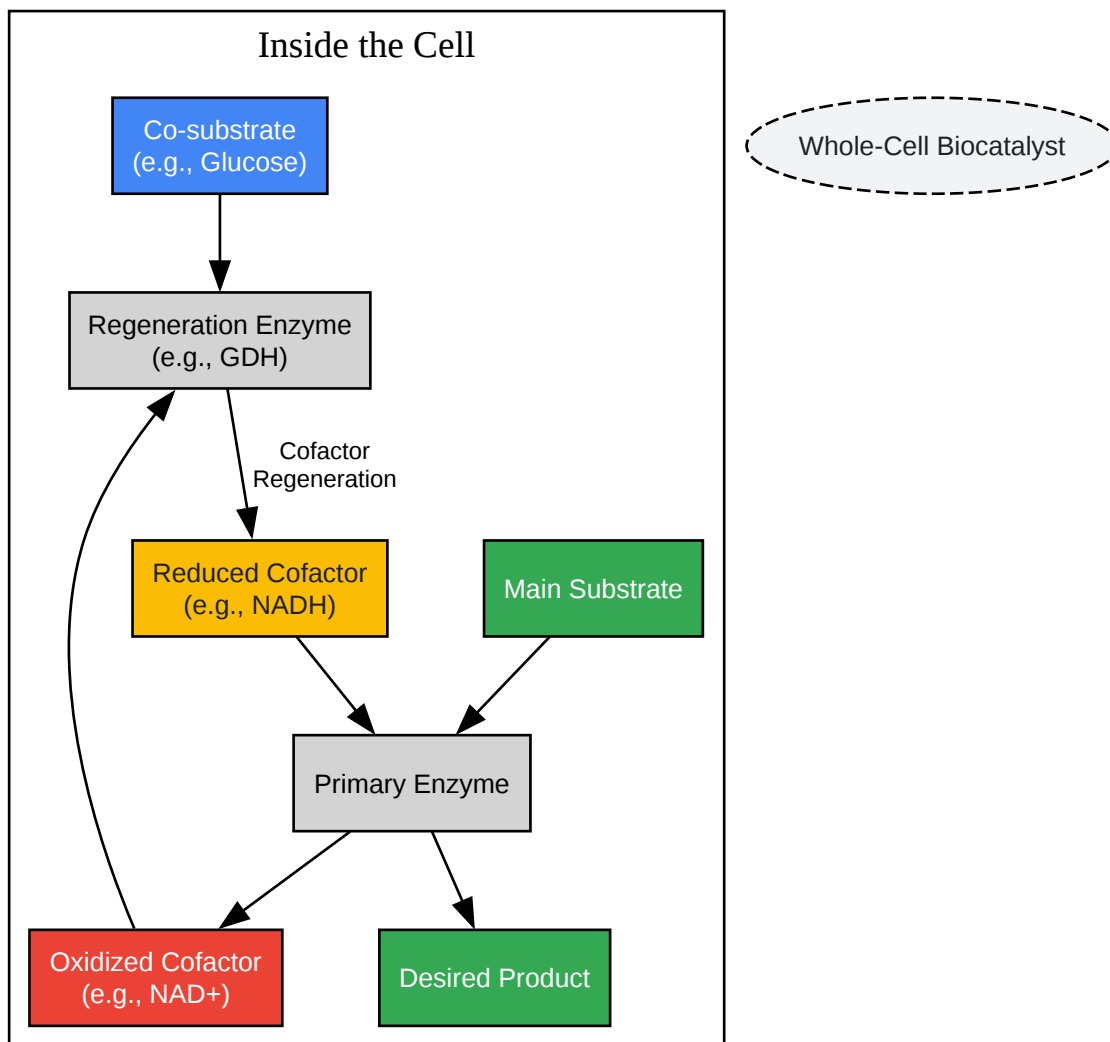 Inside the Cell
Co-substrate
(e.g., Glucose)
Whole-Cell Biocatalyst
Regeneration Enzyme
(e.g., GDH)
Cofactor
Regeneration
Reduced Cofactor
(e.g., NADH)
Main Substrate
Primary Enzyme
Oxidized Cofactor
(e.g., NAD+)
Desired Product